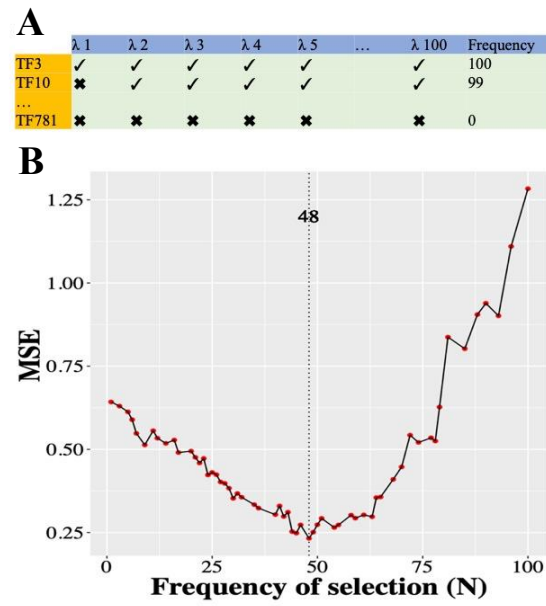 A
λ 1 λ 2 λ 3 λ 4 λ 5 … λ 100 Frequency
TF3 ✓ ✓ ✓ ✓ ✓ ✓ 100
TF10 ✖ ✓ ✓ ✓ ✓ ✓ 99
…
TF781 ✖ ✖ ✖ ✖ ✖ ✖ 0
B
48
1.25
1.00
0.75
0.50
0.25
MSE
0 25 50 75 100
Frequency of selection (N)